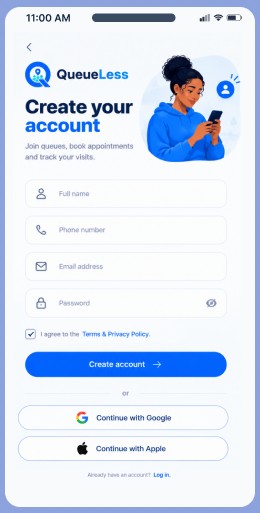 11:00 AM
QueueLess
Create your
account
Join queues, book appointments
and track your visits.
Full name
Phone number
Email address
Password
I agree to the Terms & Privacy Policy.
Create account →
or
Continue with Google
Continue with Apple
Already have an account? Log in.